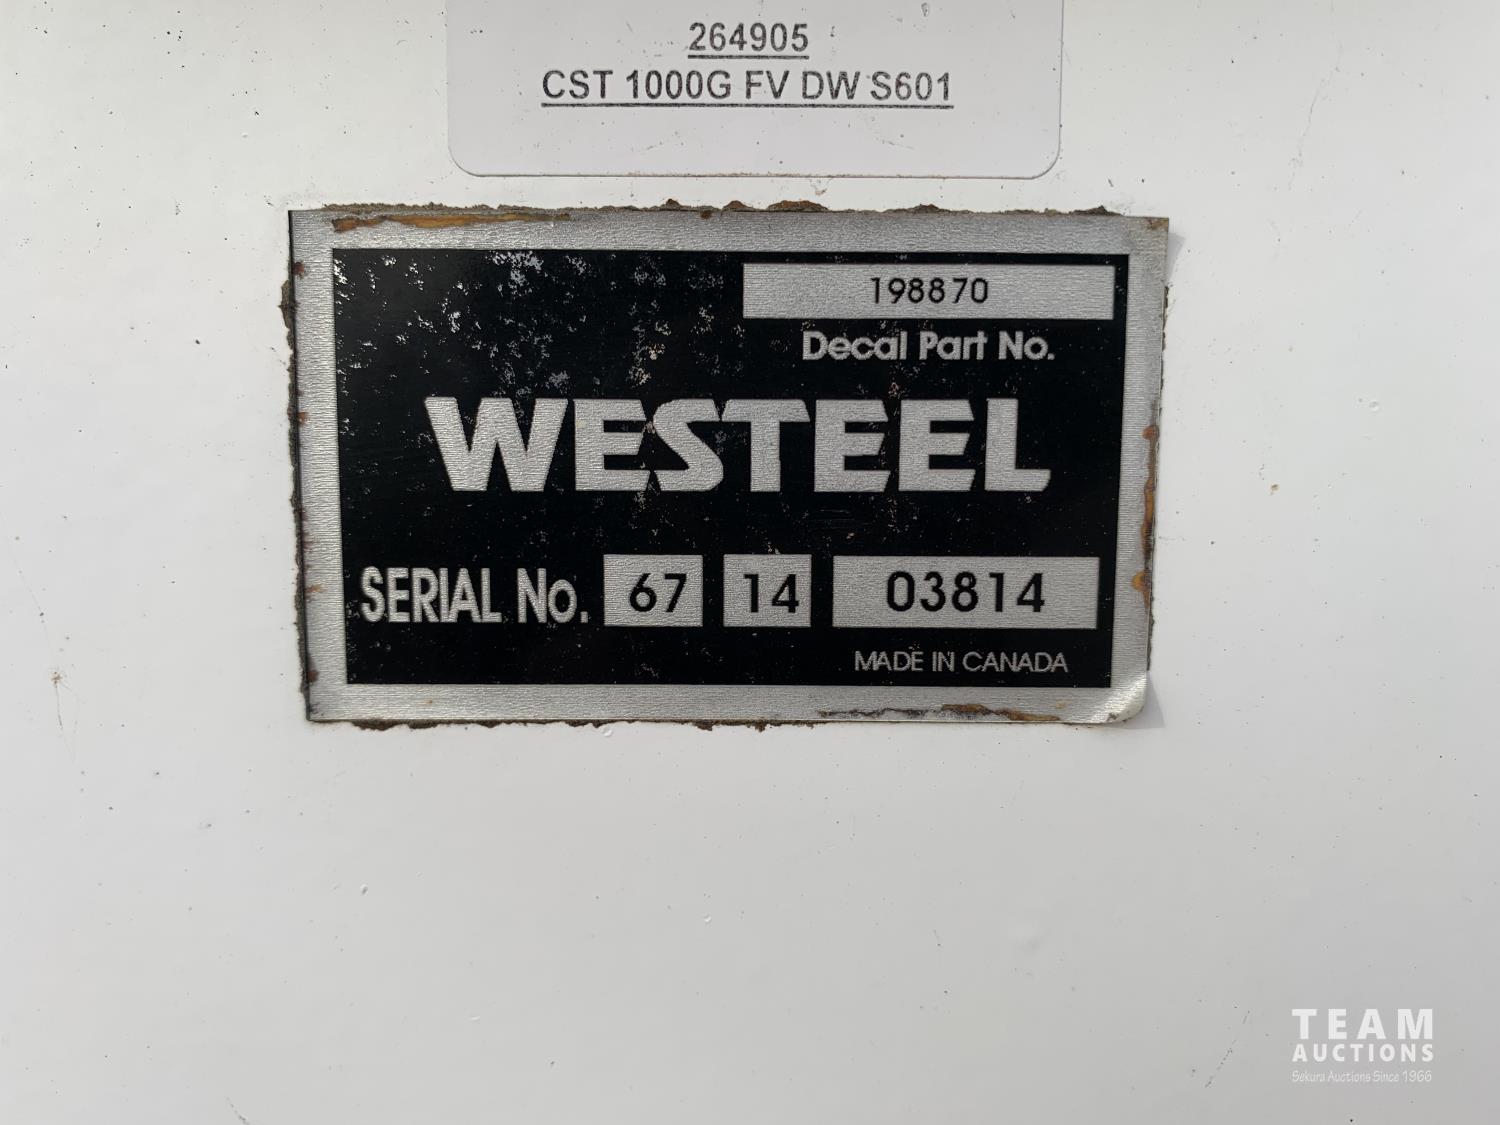 264905
CST 1000G FV DW S601
198870
Decal Part No.
WESTEEL
SERIAL No. 67 14 03814
MADE IN CANADA
TEAM
AUCTIONS
Sekura Auctions Since 1966